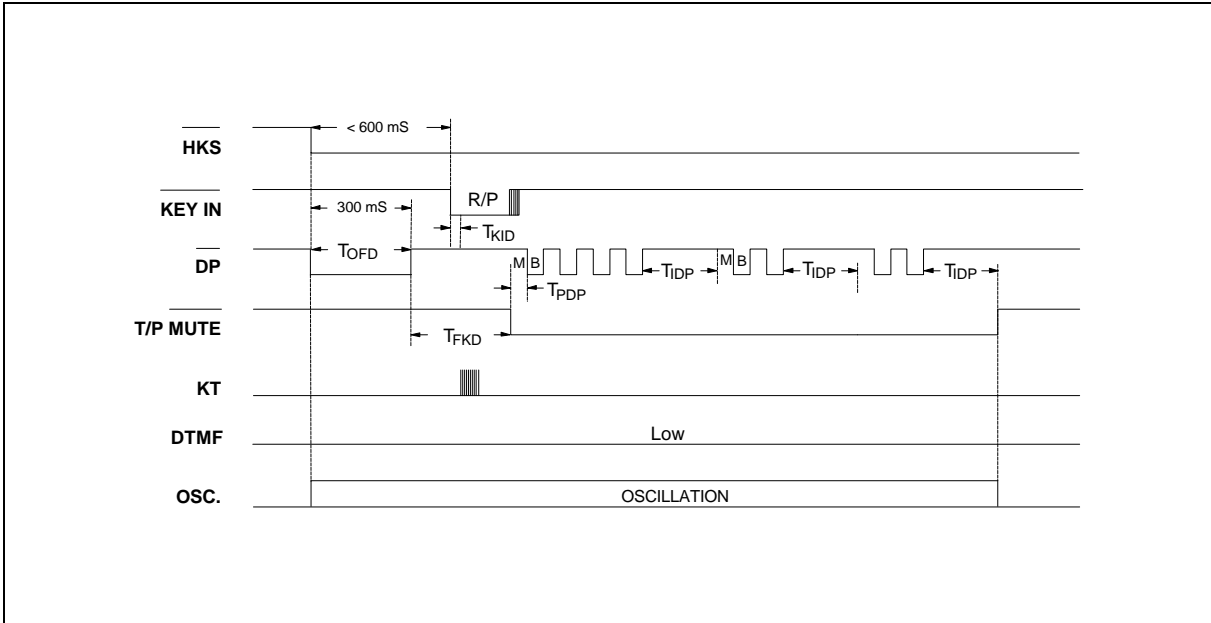 < 600 mS
HKS
R/P
KEY IN
300 mS
TKID
TOFD
DP
M B
TIDP
M B
TIDP
TIDP
TPDP
T/P MUTE
TFKD
KT
DTMF
Low
OSC.
OSCILLATION